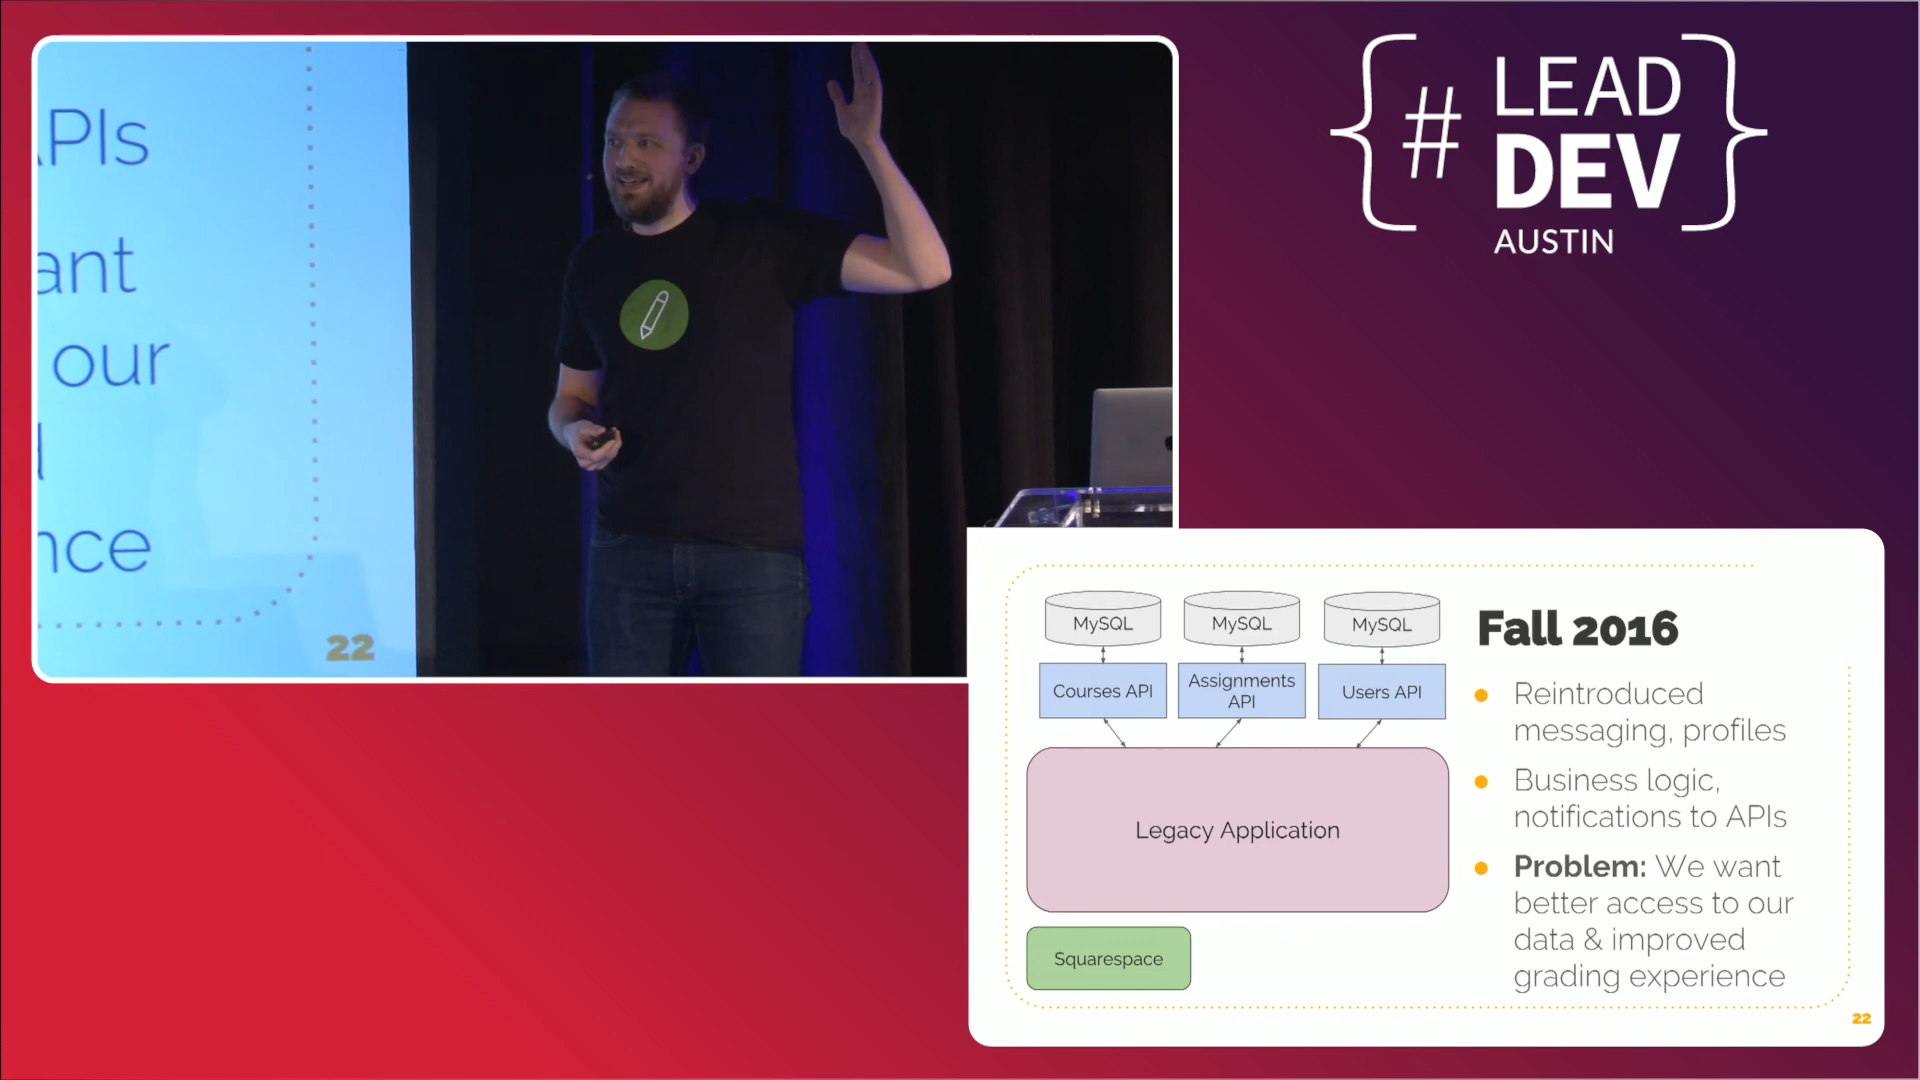 APIs
ant
our
d
nce
22
{#LEAD
DEV}
AUSTIN
MySQL
MySQL
MySQL
Courses API
Assignments
API
Users API
Legacy Application
Squarespace
Fall 2016
Reintroduced
messaging, profiles
Business logic,
notifications to APIs
Problem: We want
better access to our
data & improved
grading experience
22